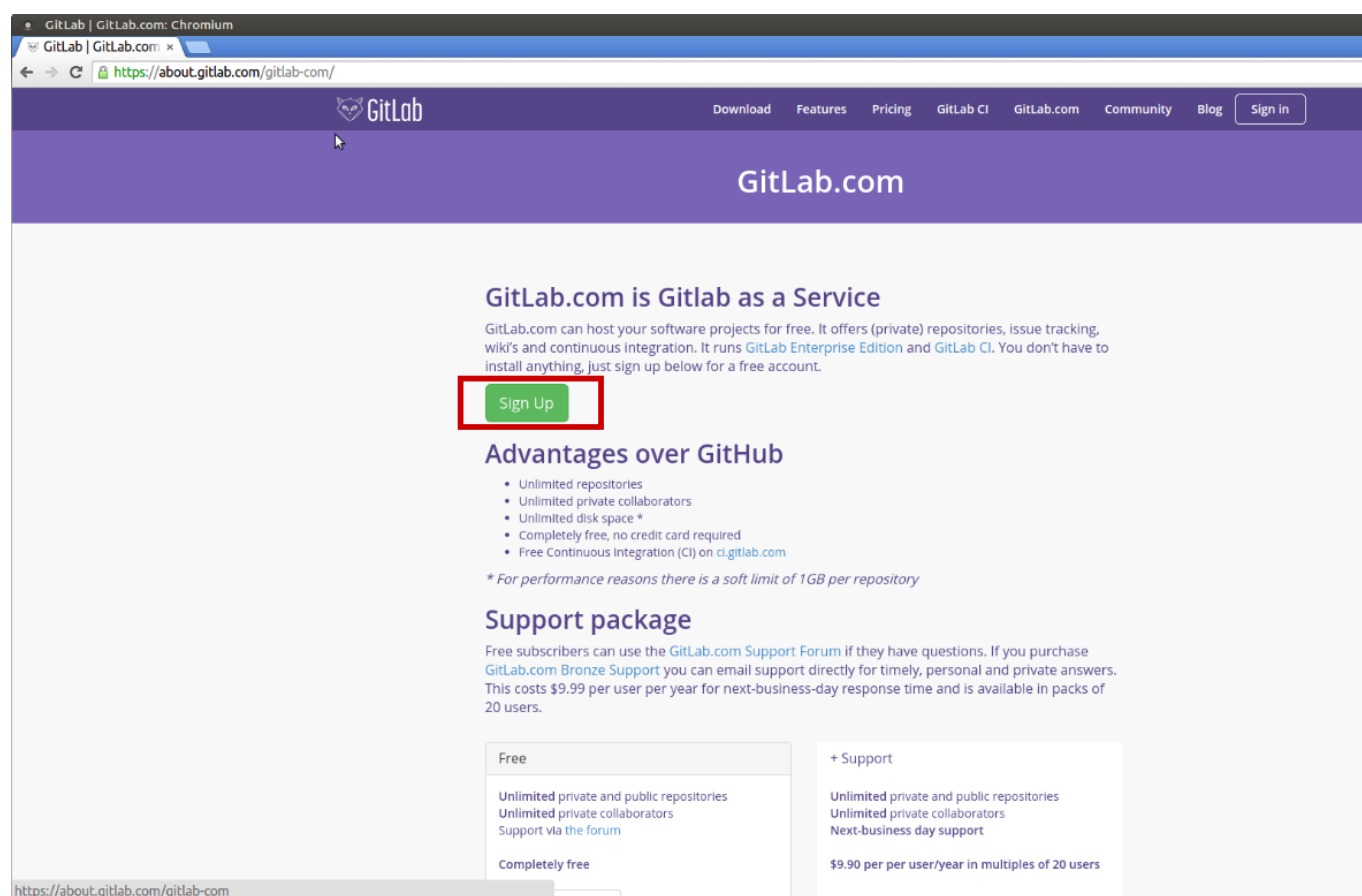 GitLab | GitLab.com: Chromium
GitLab | GitLab.com ×
https://about.gitlab.com/gitlab-com/
GitLab Download Features Pricing GitLab CI GitLab.com Community Blog Sign in
GitLab.com
GitLab.com is Gitlab as a Service
GitLab.com can host your software projects for free. It offers (private) repositories, issue tracking,
wiki's and continuous integration. It runs GitLab Enterprise Edition and GitLab CI. You don't have to
install anything, just sign up below for a free account.
Sign Up
Advantages over GitHub
• Unlimited repositories
• Unlimited private collaborators
• Unlimited disk space *
• Completely free, no credit card required
• Free Continuous Integration (CI) on ci.gitlab.com
* For performance reasons there is a soft limit of 1GB per repository
Support package
Free subscribers can use the GitLab.com Support Forum if they have questions. If you purchase
GitLab.com Bronze Support you can email support directly for timely, personal and private answers.
This costs $9.99 per user per year for next-business-day response time and is available in packs of
20 users.
Free
Unlimited private and public repositories
Unlimited private collaborators
Support via the forum
Completely free
+ Support
Unlimited private and public repositories
Unlimited private collaborators
Next-business day support
$9.90 per per user/year in multiples of 20 users
https://about.gitlab.com/gitlab-com